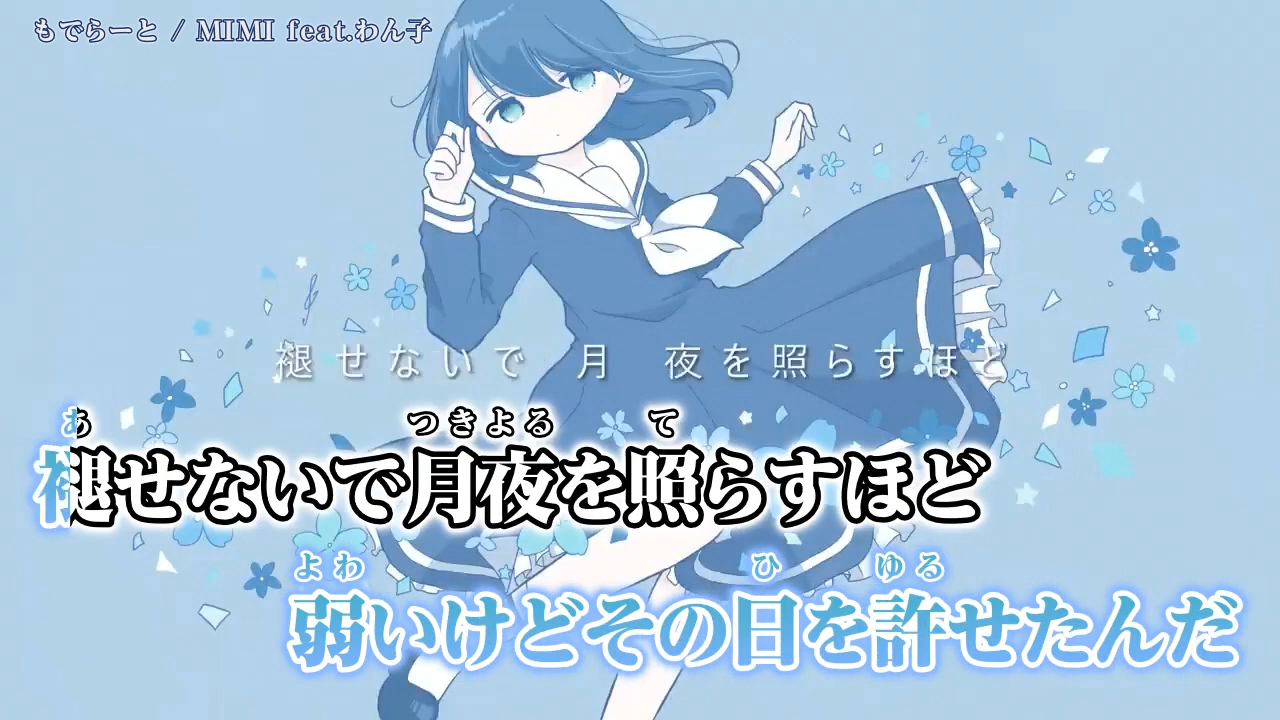 もでらーと / MIMI feat.わん子
褪せないで 月 夜を照らすほど
あ つきよる て
褪せないで月夜を照らすほど
よわ ひ ゆる
弱いけどその日を許せたんだ